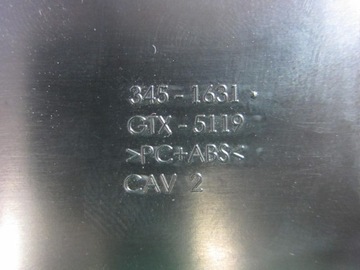 345-1631
GTX-5119
>PC+ABS<
CAV 2